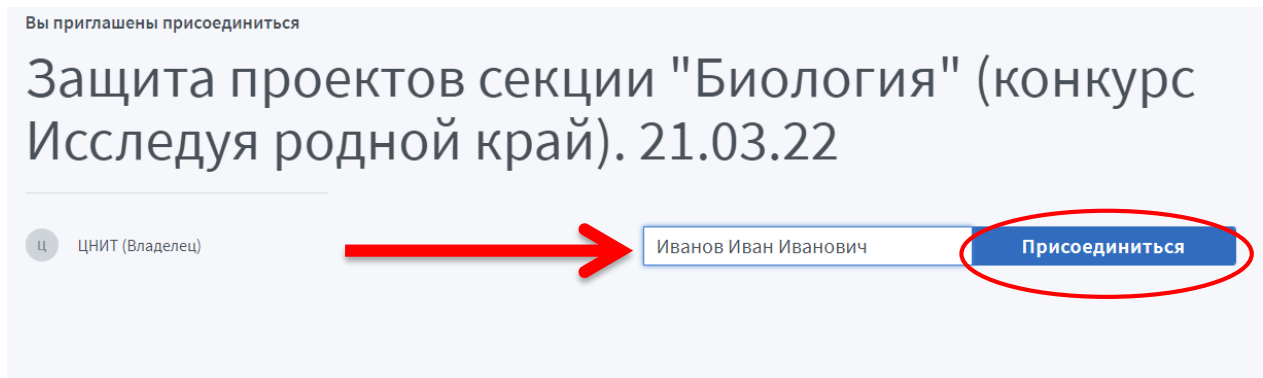 Вы приглашены присоединиться
Защита проектов секции "Биология" (конкурс
Исследуя родной край). 21.03.22
Ц
ЦНИТ (Владелец)
Иванов Иван Иванович
Присоединиться